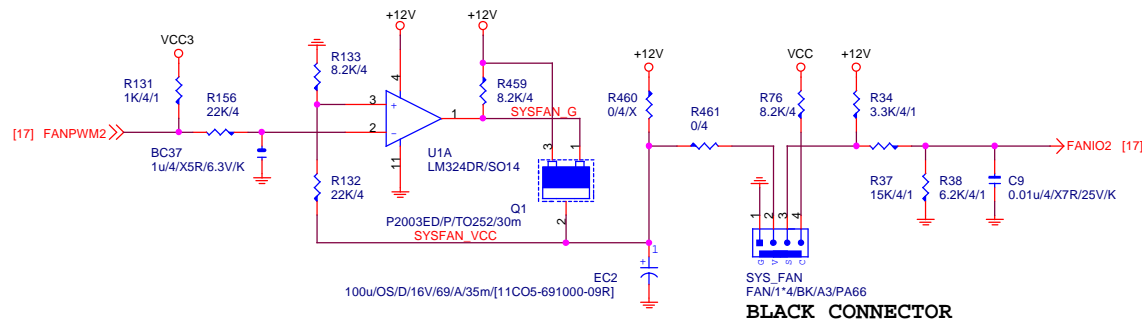 +12V
+12V
VCC3
R133
8.2K/4
R131
1K/4/1
R156
22K/4
[17] FANPWM2
BC37
1u/4/X5R/6.3V/K
4
3
+
2
−
1
11
U1A
LM324DR/SO14
R459
8.2K/4
SYSFAN_G
3
1
R132
22K/4
Q1
P2003ED/P/TO252/30m
2
SYSFAN_VCC
+12V
R460
0/4/X
R461
0/4
VCC
R76
8.2K/4
+12V
R34
3.3K/4/1
FANIO2 [17]
R37
15K/4/1
R38
6.2K/4/1
C9
0.01u/4/X7R/25V/K
+
1
EC2
100u/OS/D/16V/69/A/35m/[11CO5-691000-09R]
1
2
3
4
G
V
S
C
SYS_FAN
FAN/1*4/BK/A3/PA66
BLACK CONNECTOR